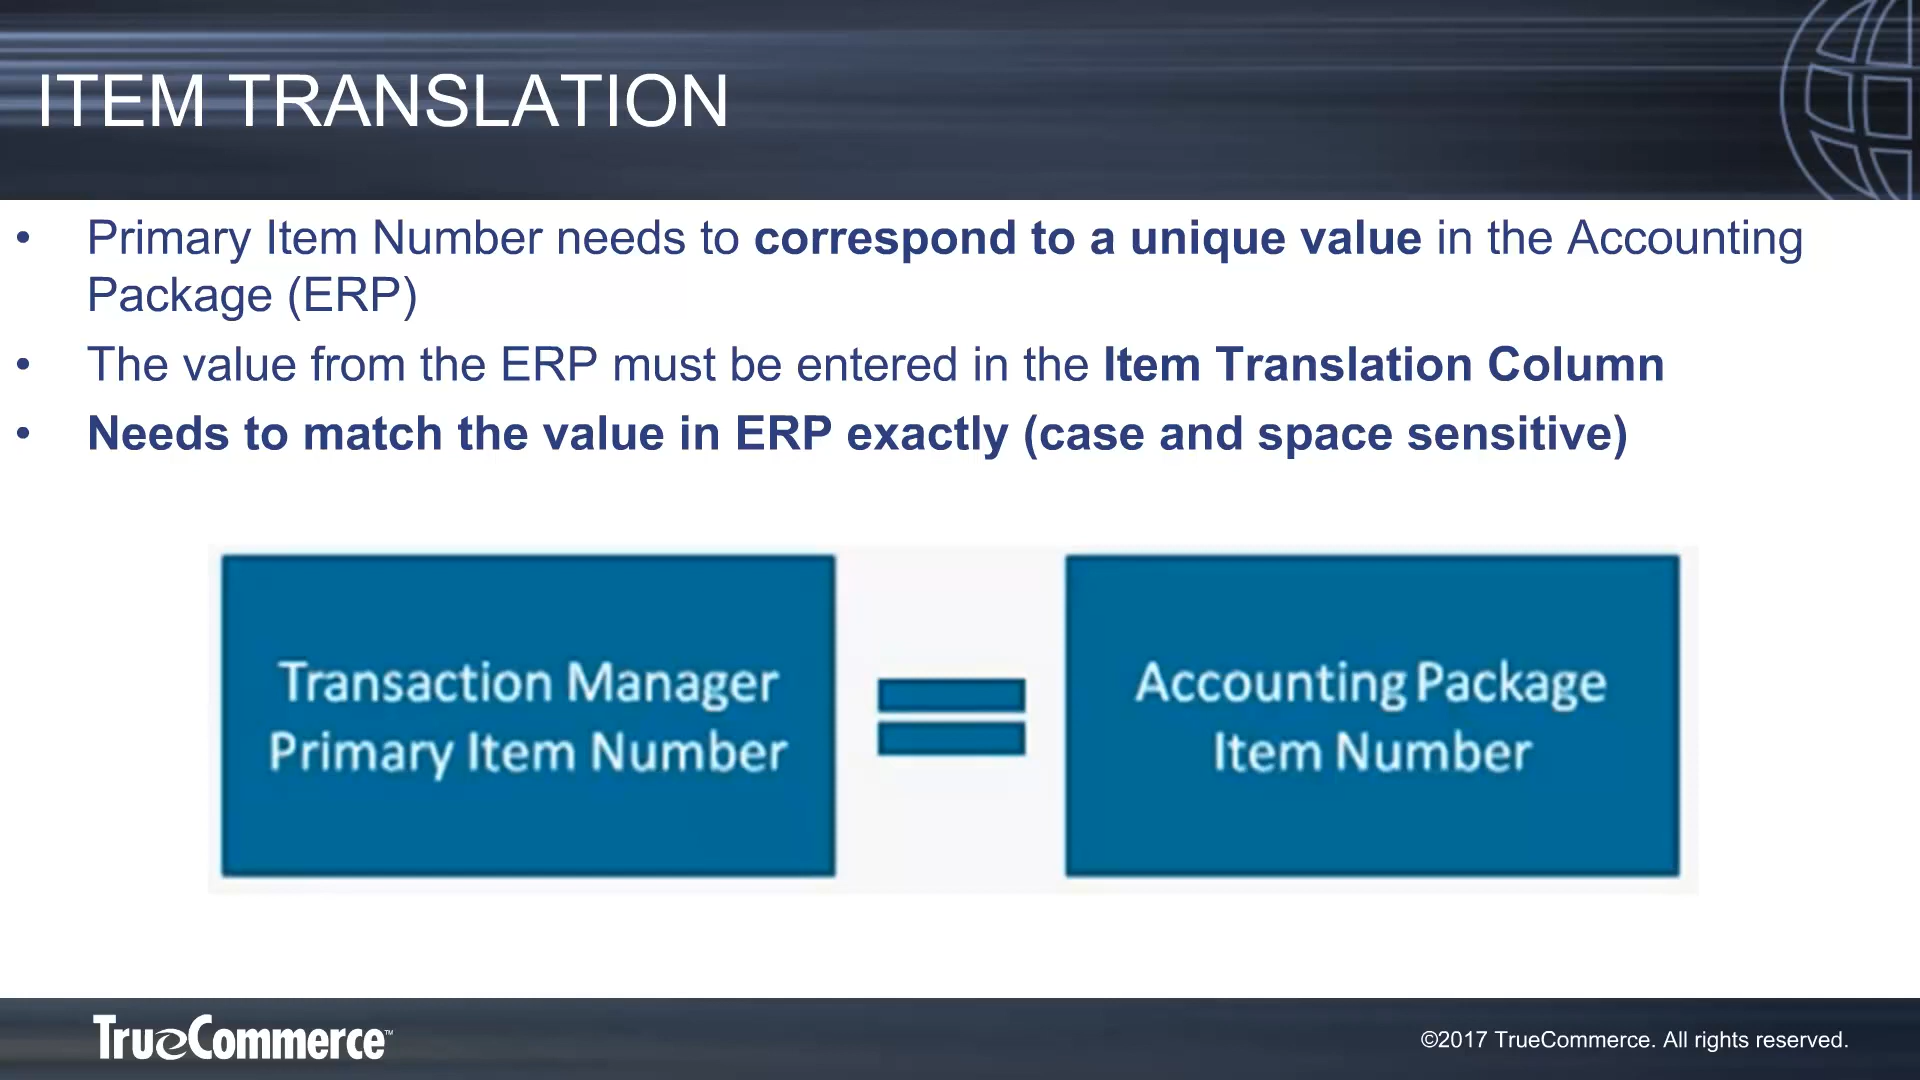 ITEM TRANSLATION
• Primary Item Number needs to correspond to a unique value in the Accounting
Package (ERP)
• The value from the ERP must be entered in the Item Translation Column
• Needs to match the value in ERP exactly (case and space sensitive)
Transaction Manager
Primary Item Number
Accounting Package
Item Number
TrueCommerce™
©2017 TrueCommerce. All rights reserved.